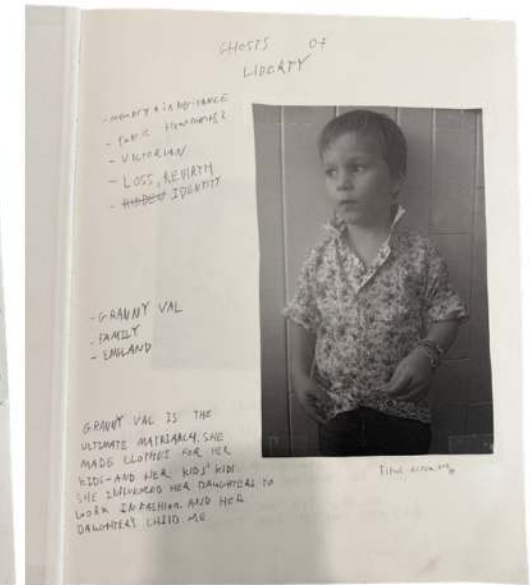 GHOSTS OF
LIBERTY
- MEMORY & INHERITANCE
- VICTORIAN
- LOSS, REBIRTH
- HIDDEN IDENTITY
- GRANNY VAL
- FAMILY
- ENGLAND
GRANNY VAL IS THE
ULTIMATE MATRIARCH. SHE
MADE CLOTHES FOR HER
KIDS-AND HER KIDS' KIDS.
SHE INFLUENCED HER DAUGHTERS TO
WORK IN FASHION. AND HER
DAUGHTER'S CHILD ME